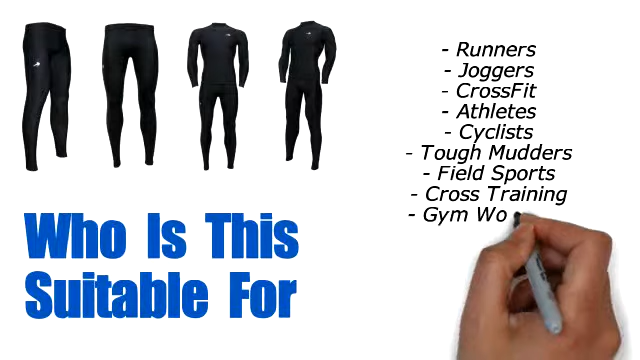 - Runners
- Joggers
- CrossFit
- Athletes
- Cyclists
- Tough Mudders
- Field Sports
- Cross Training
- Gym Wo
Who Is This
Suitable For